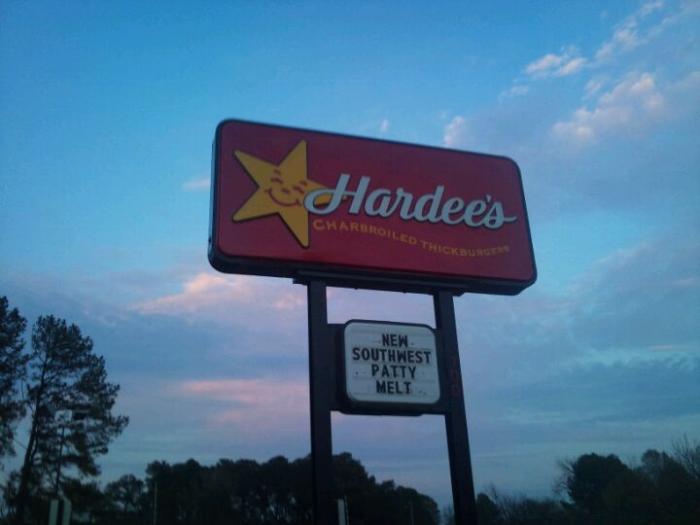 Hardee's
CHARBROILED THICKBURGERS
NEW
SOUTHWEST
PATTY
MELT